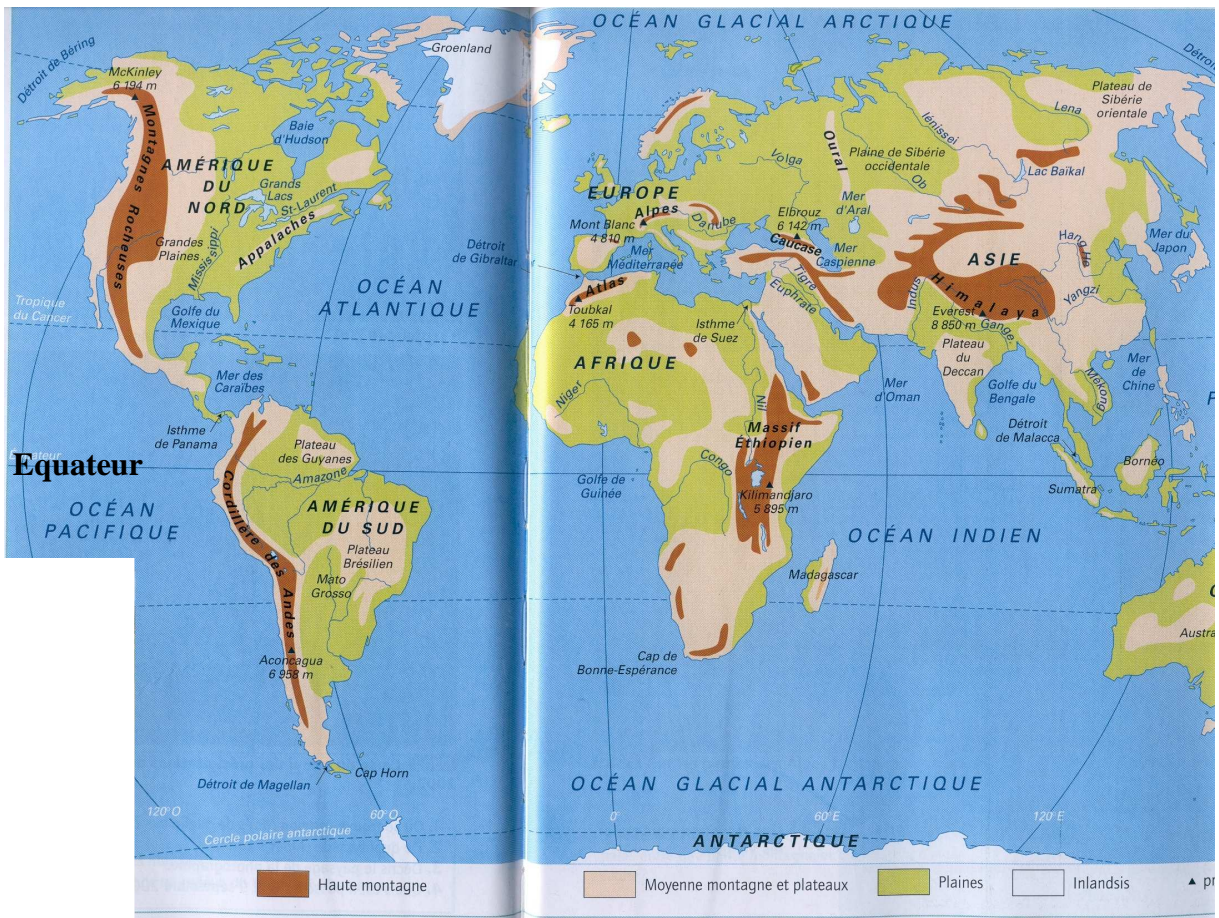 OCÉAN GLACIAL ARCTIQUE
Groenland
Détroit de Béring
McKinley
6 194 m
Montagnes Rocheuses
Baie
d'Hudson
AMÉRIQUE
DU
NORD
Grands
Lacs
St-Laurent
Appalaches
Grandes
Plaines
Mississippi
Golfe du
Mexique
Tropique
du Cancer
Mer des
Caraïbes
Isthme
de Panama
OCÉAN
ATLANTIQUE
Détroit
de Gibraltar
Equateur
OCÉAN
PACIFIQUE
Plateau
des Guyanes
Amazone
AMÉRIQUE
DU SUD
Plateau
Brésilien
Mato
Grosso
Cordillère des Andes
Aconcagua
6 958 m
Détroit de Magellan
Cap Horn
120° O
60° O
Cercle polaire antarctique
EUROPE
Alpes
Mont Blanc
4 810 m
Danube
Volga
Oural
Plaine de Sibérie
occidentale
Ob
Iénisseï
Lena
Plateau de
Sibérie
orientale
Lac Baïkal
Mer
d'Aral
Elbrouz
6 142 m
Caucase
Mer
Caspienne
Mer
Méditerranée
Tigre
Euphrate
Atlas
Toubkal
4 165 m
Isthme
de Suez
ASIE
Hang
He
Mer du
Japon
Yangzi
Indus
Himalaya
Evérest
8 850 m
Gange
Plateau
du
Deccan
Mer
d'Oman
Golfe du
Bengale
Mékong
Mer
de
Chine
Détroit
de Malacca
Bornéo
Sumatra
AFRIQUE
Niger
Nil
Massif
Éthiopien
Congo
Golfe de
Guinée
Kilimandjaro
5 895 m
OCÉAN INDIEN
Madagascar
Cap de
Bonne-Espérance
Austra
OCÉAN GLACIAL ANTARCTIQUE
0°
60° E
120° E
ANTARCTIQUE
Haute montagne
Moyenne montagne et plateaux
Plaines
Inlandsis
▲ pr